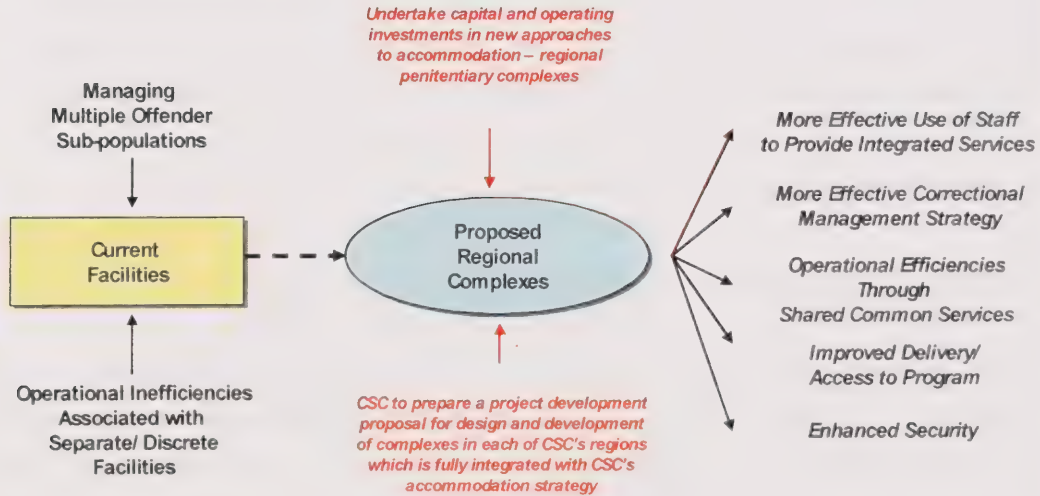 Undertake capital and operating
investments in new approaches
to accommodation – regional
penitentiary complexes
Managing
Multiple Offender
Sub-populations
Current
Facilities
Operational Inefficiencies
Associated with
Separate/ Discrete
Facilities
Proposed
Regional
Complexes
CSC to prepare a project development
proposal for design and development
of complexes in each of CSC's regions
which is fully integrated with CSC's
accommodation strategy
More Effective Use of Staff
to Provide Integrated Services
More Effective Correctional
Management Strategy
Operational Efficiencies
Through
Shared Common Services
Improved Delivery/
Access to Program
Enhanced Security